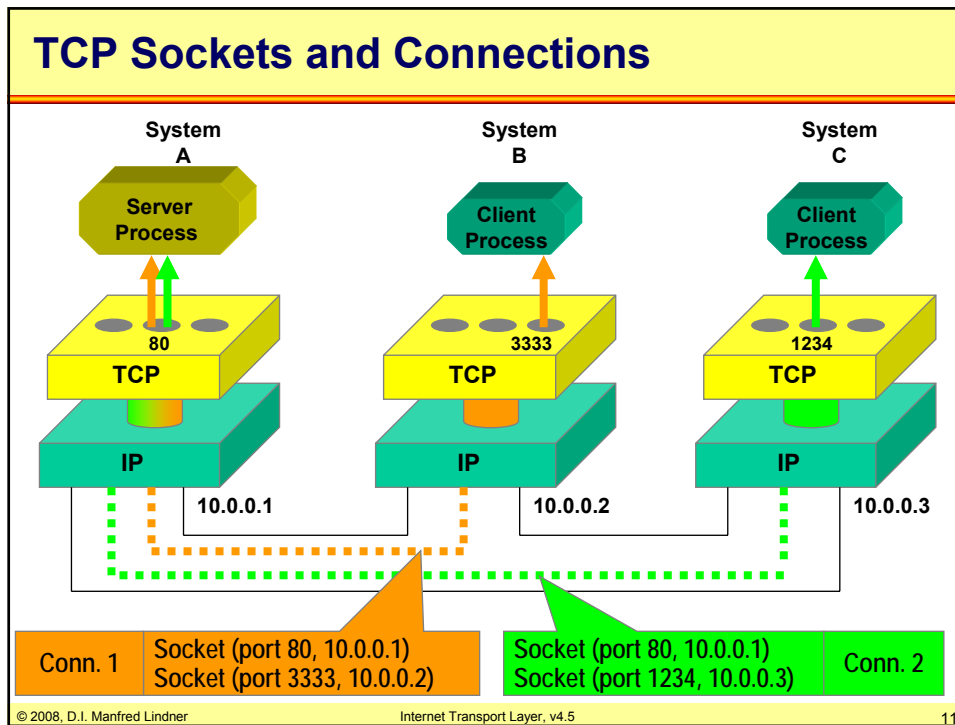 TCP Sockets and Connections
System
A
System
B
System
C
Server
Process
Client
Process
Client
Process
80
3333
1234
TCP
TCP
TCP
IP
IP
IP
10.0.0.1
10.0.0.2
10.0.0.3
Conn. 1
Socket (port 80, 10.0.0.1)
Socket (port 3333, 10.0.0.2)
Socket (port 80, 10.0.0.1)
Socket (port 1234, 10.0.0.3)
Conn. 2
© 2008, D.I. Manfred Lindner
Internet Transport Layer, v4.5
11